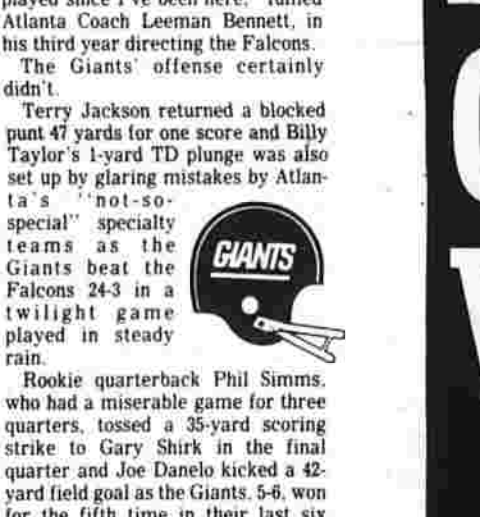 played since I've been here," fumed
Atlanta Coach Leeman Bennett, in
his third year directing the Falcons.
The Giants' offense certainly
didn't.
Terry Jackson returned a blocked
punt 47 yards for one score and Billy
Taylor's 1-yard TD plunge was also
set up by glaring mistakes by Atlan-
ta's "not-so-
special" specialty
teams as the
Giants beat the
Falcons 24-3 in a
twilight game
played in steady
rain.
GIANTS
Rookie quarterback Phil Simms,
who had a miserable game for three
quarters, tossed a 35-yard scoring
strike to Gary Shirk in the final
quarter and Joe Danelo kicked a 42-
yard field goal as the Giants, 5-6, won
for the fifth time in their last six